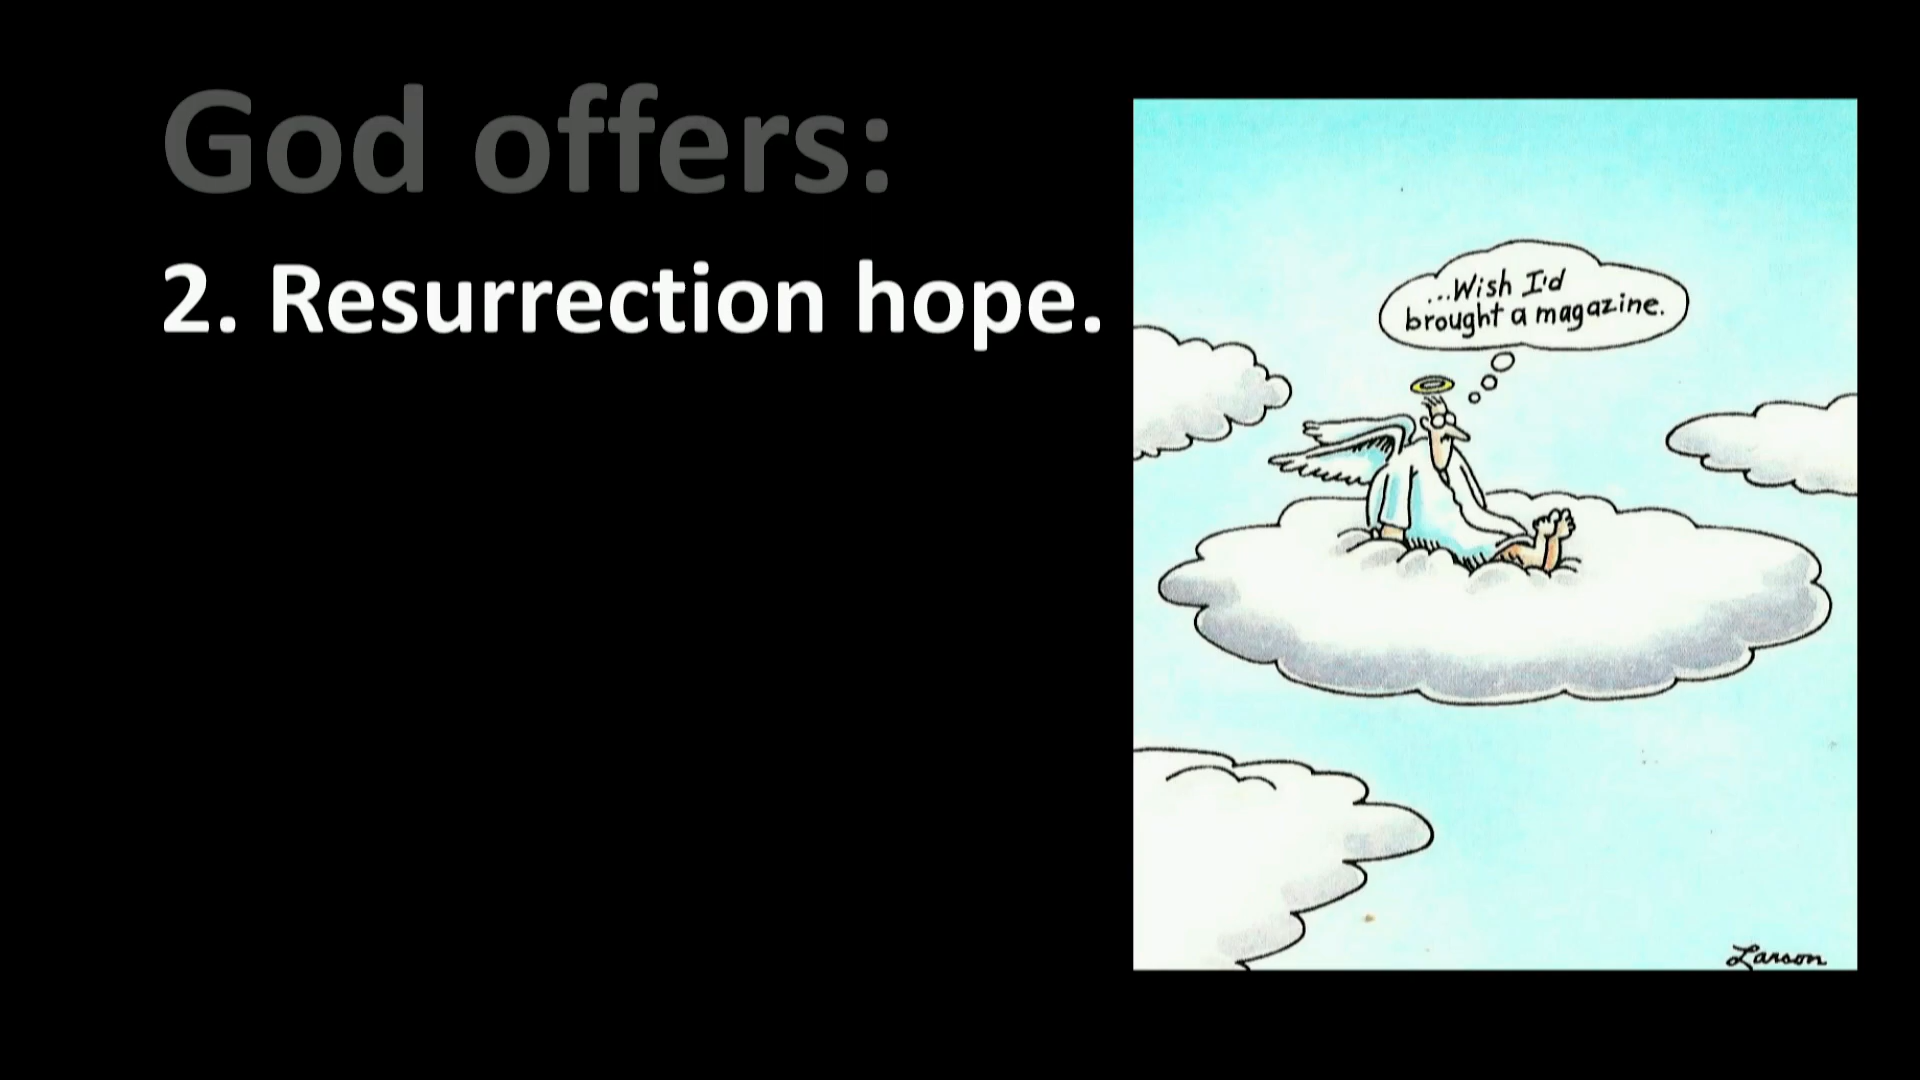 God offers:
2. Resurrection hope.
...Wish I'd
brought a magazine.
Larson